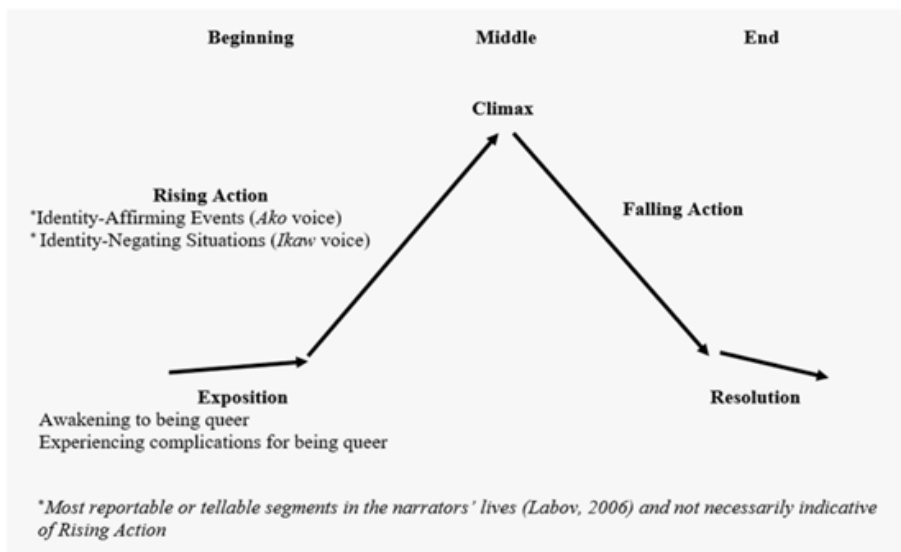 Beginning Middle End
Climax
Rising Action
*Identity-Affirming Events (Ako voice)
* Identity-Negating Situations (Ikaw voice)
Falling Action
Exposition
Awakening to being queer
Experiencing complications for being queer
Resolution
*Most reportable or tellable segments in the narrators' lives (Labov, 2006) and not necessarily indicative
of Rising Action